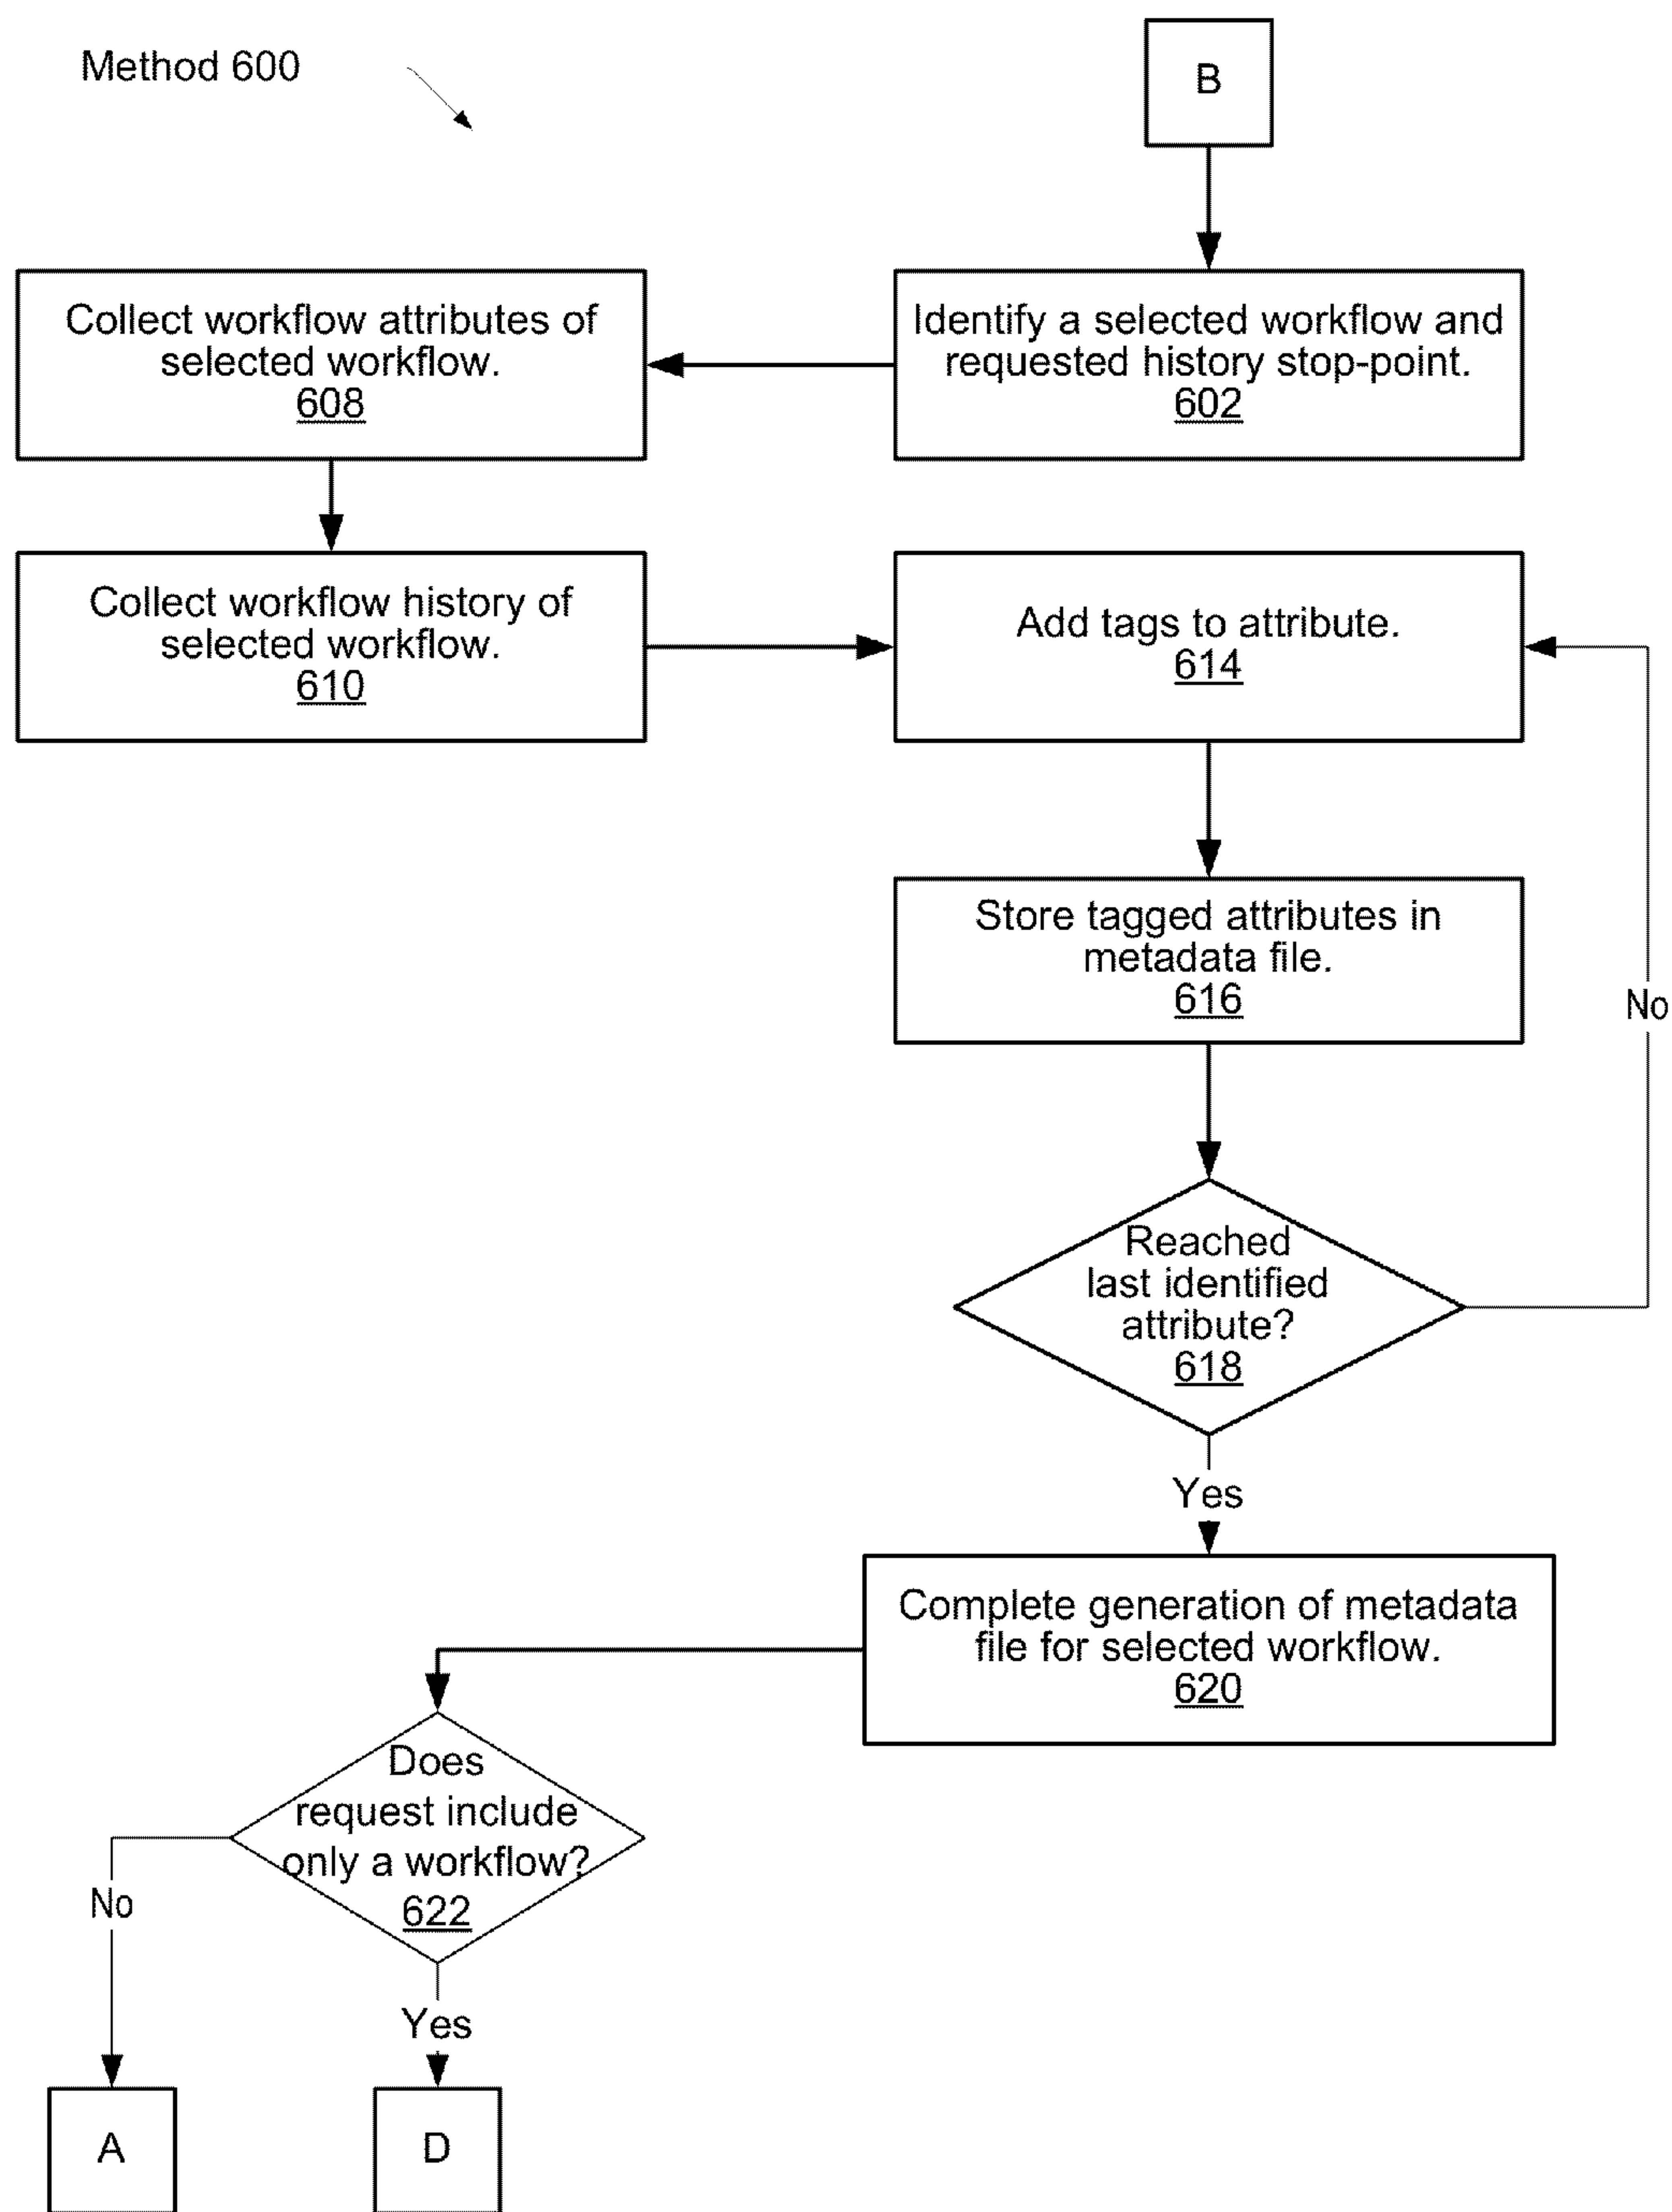 Method 600
B
Identify a selected workflow and
requested history stop-point.
602
Collect workflow attributes of
selected workflow.
608
Collect workflow history of
selected workflow.
610
Add tags to attribute.
614
Store tagged attributes in
metadata file.
616
No
Reached
last identified
attribute?
618
Yes
Complete generation of metadata
file for selected workflow.
620
Does
request include
only a workflow?
622
No
Yes
A
D